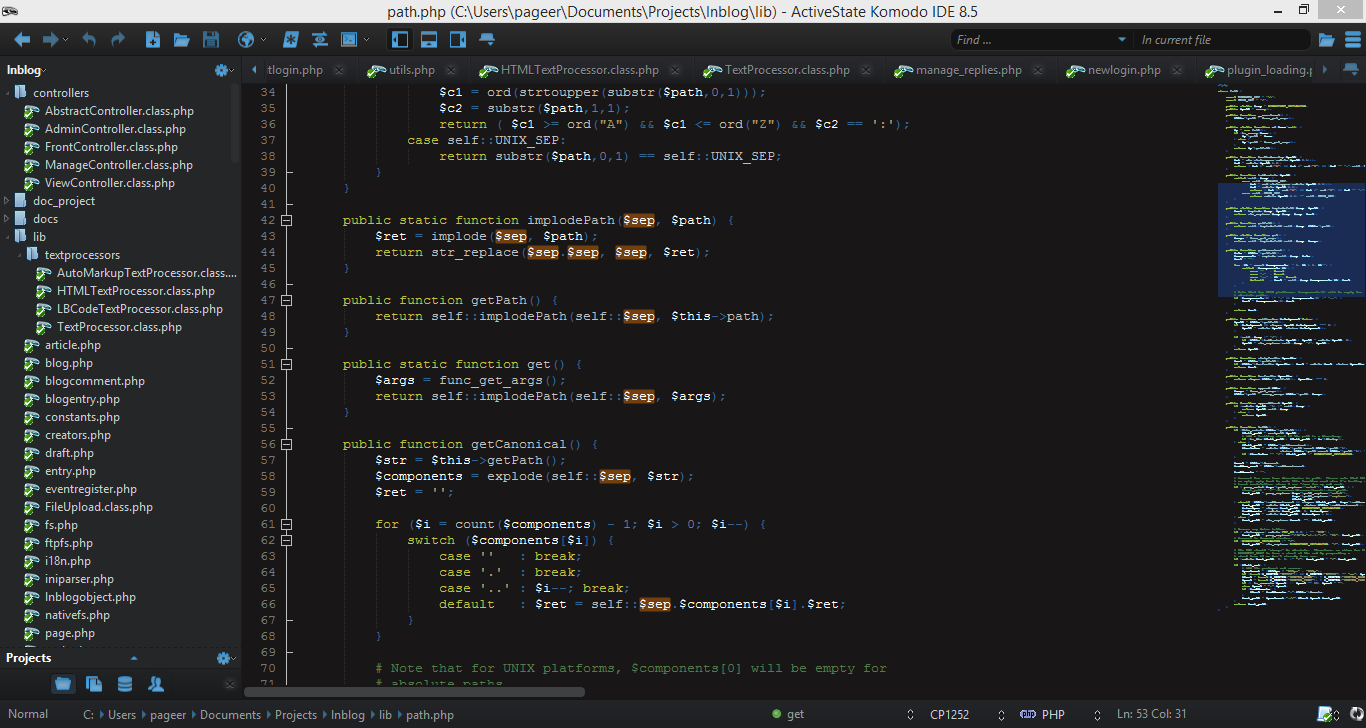 path.php (C:\Users\pageer\Documents\Projects\lnblog\lib) - ActiveState Komodo IDE 8.5
Find ...
In current file
lnblog
tlogin.php
utils.php
HTMLTextProcessor.class.php
TextProcessor.class.php
manage_replies.php
newlogin.php
plugin_loading.p
controllers
AbstractController.class.php
AdminController.class.php
FrontController.class.php
ManageController.class.php
ViewController.class.php
doc_project
docs
lib
textprocessors
AutoMarkupTextProcessor.class....
HTMLTextProcessor.class.php
LBCodeTextProcessor.class.php
TextProcessor.class.php
article.php
blog.php
blogcomment.php
blogentry.php
constants.php
creators.php
draft.php
entry.php
eventregister.php
FileUpload.class.php
fs.php
ftpfs.php
i18n.php
iniparser.php
lnblogobject.php
nativefs.php
page.php
Projects
34 $c1 = ord(strtoupper(substr($path,0,1)));
35 $c2 = substr($path,1,1);
36 return ( $c1 >= ord("A") && $c1 <= ord("Z") && $c2 == ':');
37 case self::UNIX_SEP:
38 return substr($path,0,1) == self::UNIX_SEP;
39 }
40 }
41
42 public static function implodePath($sep, $path) {
43 $ret = implode($sep, $path);
44 return str_replace($sep.$sep, $sep, $ret);
45 }
46
47 public function getPath() {
48 return self::implodePath(self::$sep, $this->path);
49 }
50
51 public static function get() {
52 $args = func_get_args();
53 return self::implodePath(self::$sep, $args);
54 }
55
56 public function getCanonical() {
57 $str = $this->getPath();
58 $components = explode(self::$sep, $str);
59 $ret = '';
60
61 for ($i = count($components) - 1; $i > 0; $i--) {
62 switch ($components[$i]) {
63 case '' : break;
64 case '.' : break;
65 case '..' : $i--; break;
66 default : $ret = self::$sep.$components[$i].$ret;
67 }
68 }
69
70 # Note that for UNIX platforms, $components[0] will be empty for
71 # absolute paths
Normal
C: Users pageer Documents Projects lnblog lib path.php
get
CP1252
PHP
Ln: 53 Col: 31